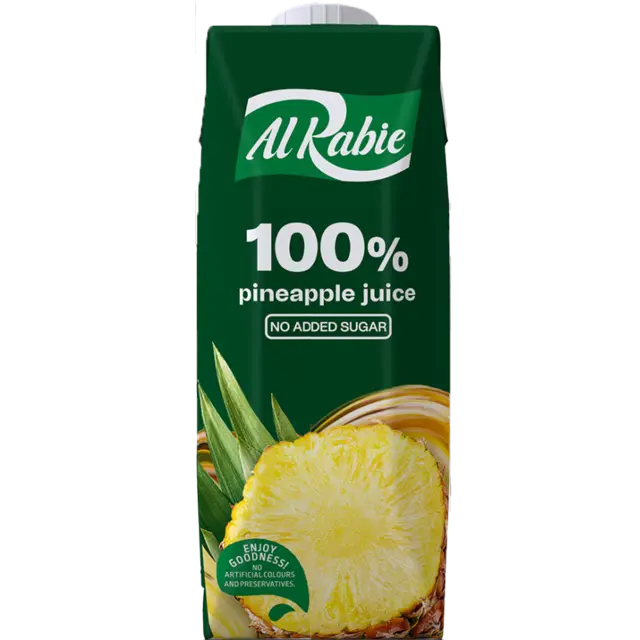 Al Rabie
100%
pineapple juice
NO ADDED SUGAR
ENJOY
GOODNESS!
NO
ARTIFICIAL COLOURS
AND PRESERVATIVES.